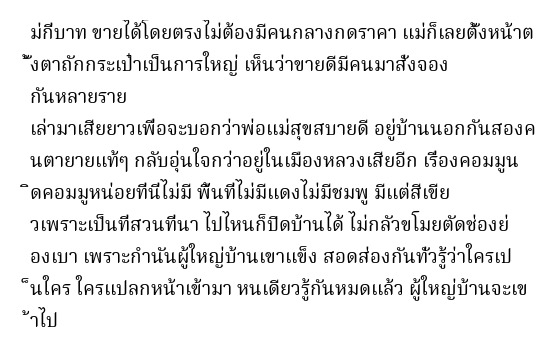 ม่กี่บาท ขายได้โดยตรงไม่ต้องมีคนกลางกดราคา แม่ก็เลยตั้งหน้าต
ั้งตาถักกระเป๋าเป็นการใหญ่ เห็นว่าขายดีมีคนมาสั่งจอง
กันหลายราย
เล่ามาเสียยาวเพื่อจะบอกว่าพ่อแม่สุขสบายดี อยู่บ้านนอกกันสองค
นตายายแท้ๆ กลับอุ่นใจกว่าอยู่ในเมืองหลวงเสียอีก เรื่องคอมมูน
ิดคอมมูหน่อยที่นี่ไม่มี พื้นที่ไม่มีแดงไม่มีชมพู มีแต่สีเขีย
วเพราะเป็นที่สวนที่นา ไปไหนก็ปิดบ้านได้ ไม่กลัวขโมยตัดช่องย่
องเบา เพราะกำนันผู้ใหญ่บ้านเขาแข็ง สอดส่องกันทั่วรู้ว่าใครเป
็นใคร ใครแปลกหน้าเข้ามา หนเดียวรู้กันหมดแล้ว ผู้ใหญ่บ้านจะเข
้าไป